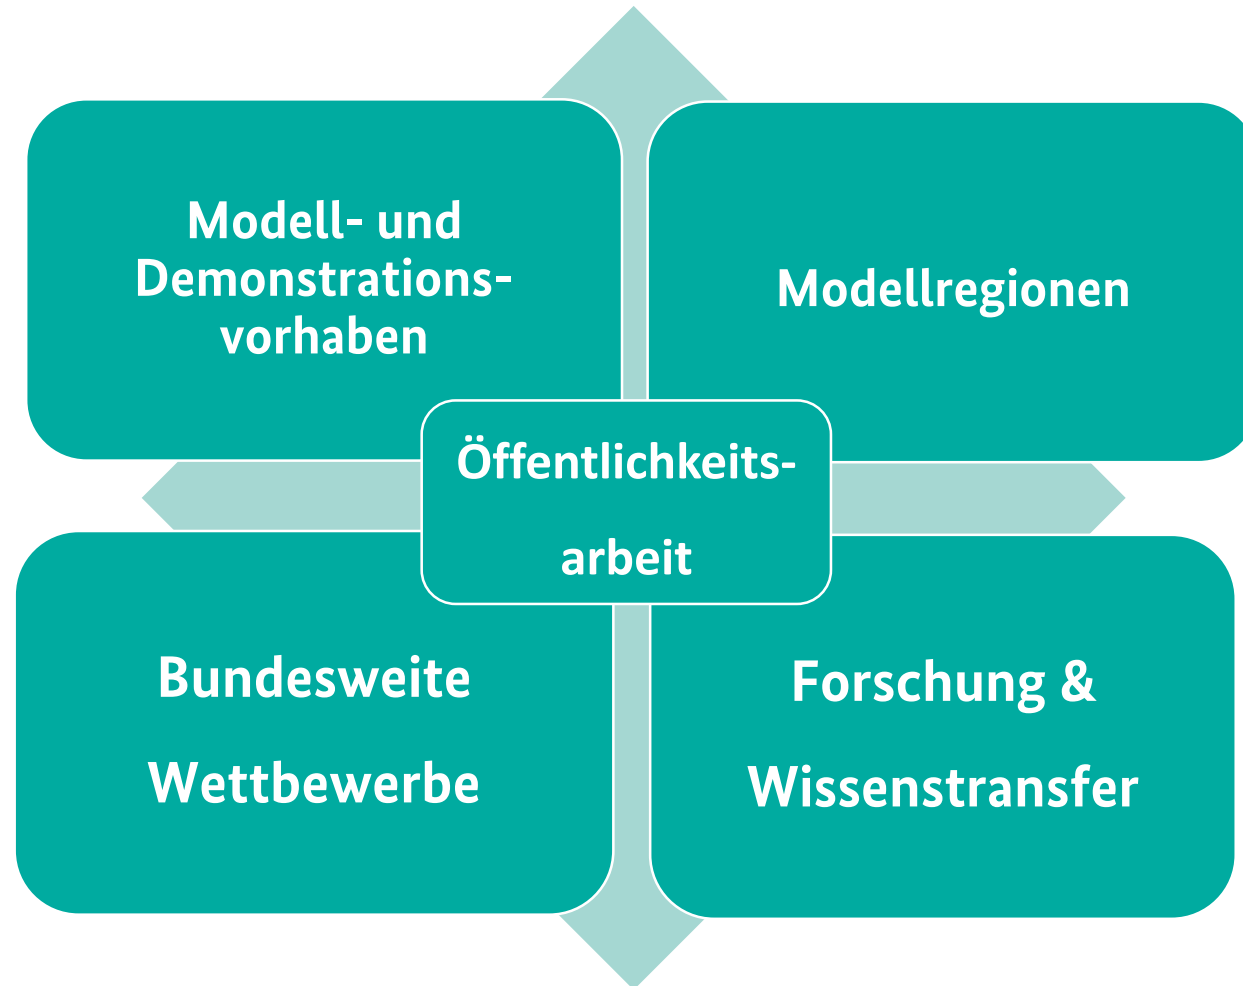 Modell- und
Demonstrations-
vorhaben
Modellregionen
Öffentlichkeits-
arbeit
Bundesweite
Wettbewerbe
Forschung &
Wissenstransfer